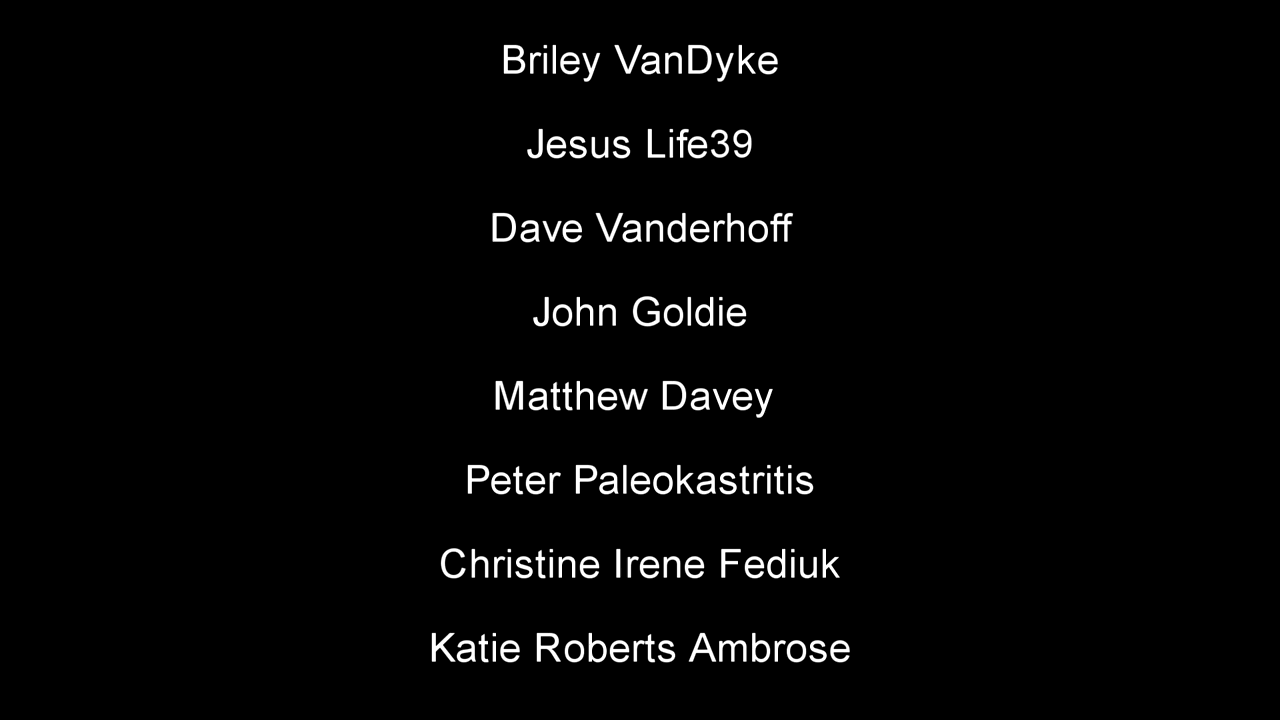 Briley VanDyke
Jesus Life39
Dave Vanderhoff
John Goldie
Matthew Davey
Peter Paleokastritis
Christine Irene Fediuk
Katie Roberts Ambrose